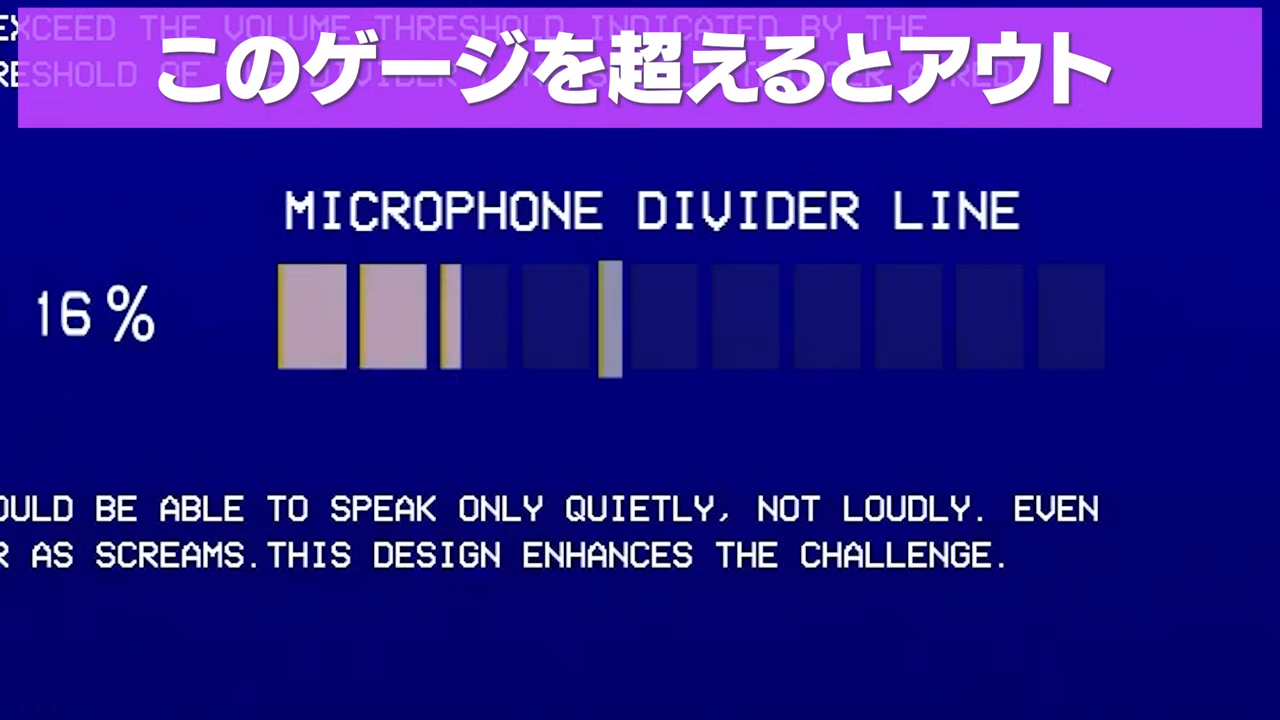 EXCEED THE VOLUME THRESHOLD INDICATED BY THE
このゲージを超えるとアウト
MICROPHONE DIVIDER LINE
16%
OULD BE ABLE TO SPEAK ONLY QUIETLY, NOT LOUDLY. EVEN
R AS SCREAMS.THIS DESIGN ENHANCES THE CHALLENGE.